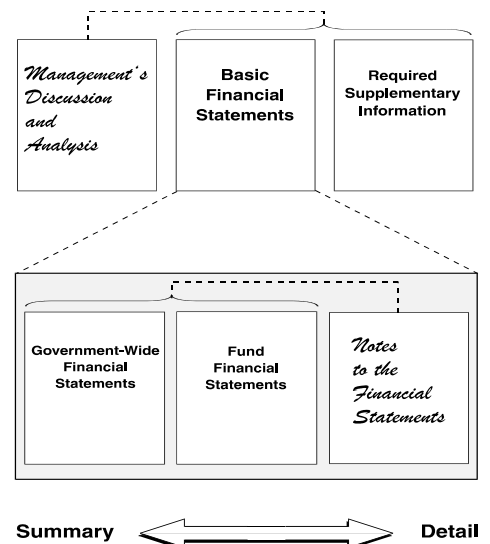 Management's
Discussion
and
Analysis
Basic
Financial
Statements
Required
Supplementary
Information
Government-Wide
Financial
Statements
Fund
Financial
Statements
Notes
to the
Financial
Statements
Summary
Detail